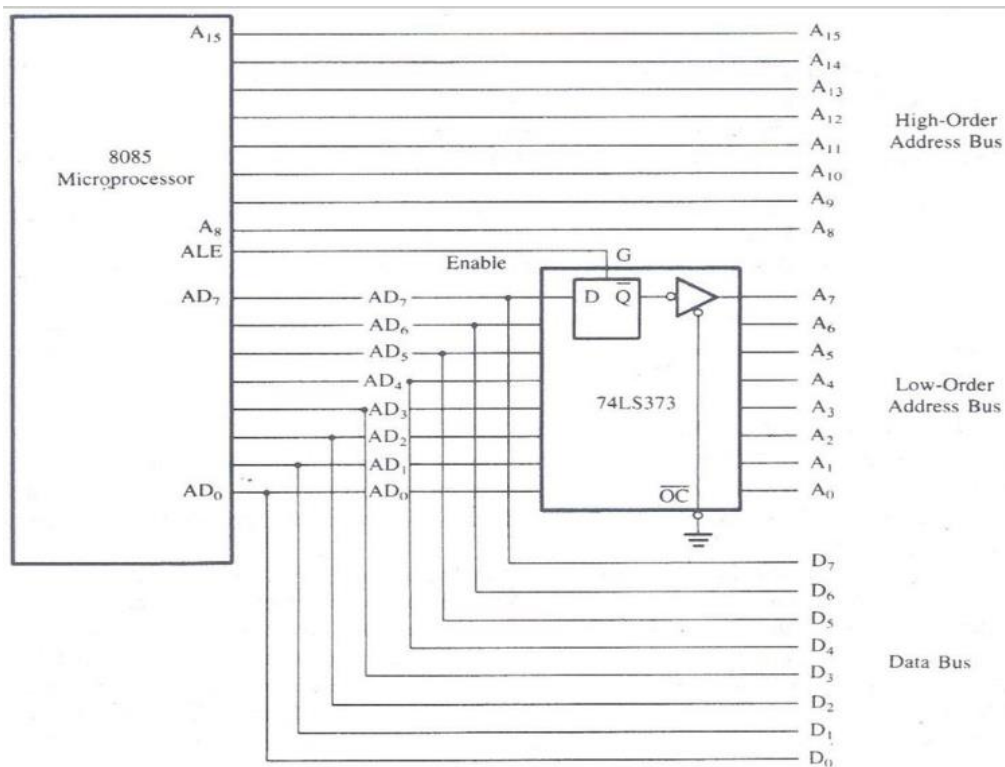 A15 A15
A14
A13
A12
High-Order
Address Bus
A11
8085
Microprocessor
A10
A9
A8 A8
ALE
Enable G
AD7 AD7 D Q̅ A7
AD6 A6
AD5 A5
AD4 74LS373 A4
Low-Order
Address Bus
AD3 A3
AD2 A2
AD1 A1
AD0 AD0 O̅C̅ A0
D7
D6
D5
D4
Data Bus
D3
D2
D1
D0